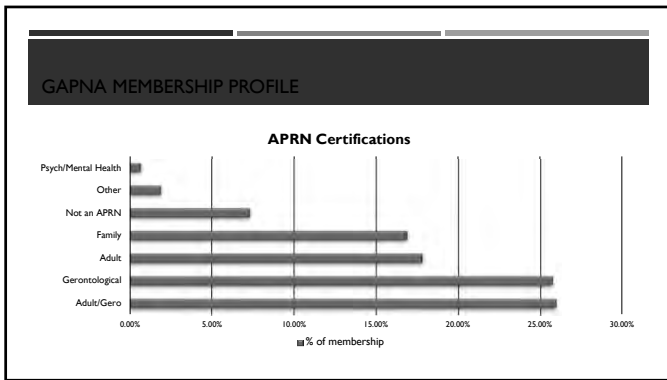 GAPNA MEMBERSHIP PROFILE
APRN Certifications
Psych/Mental Health
Other
Not an APRN
Family
Adult
Gerontological
Adult/Gero
0.00% 5.00% 10.00% 15.00% 20.00% 25.00% 30.00%
% of membership